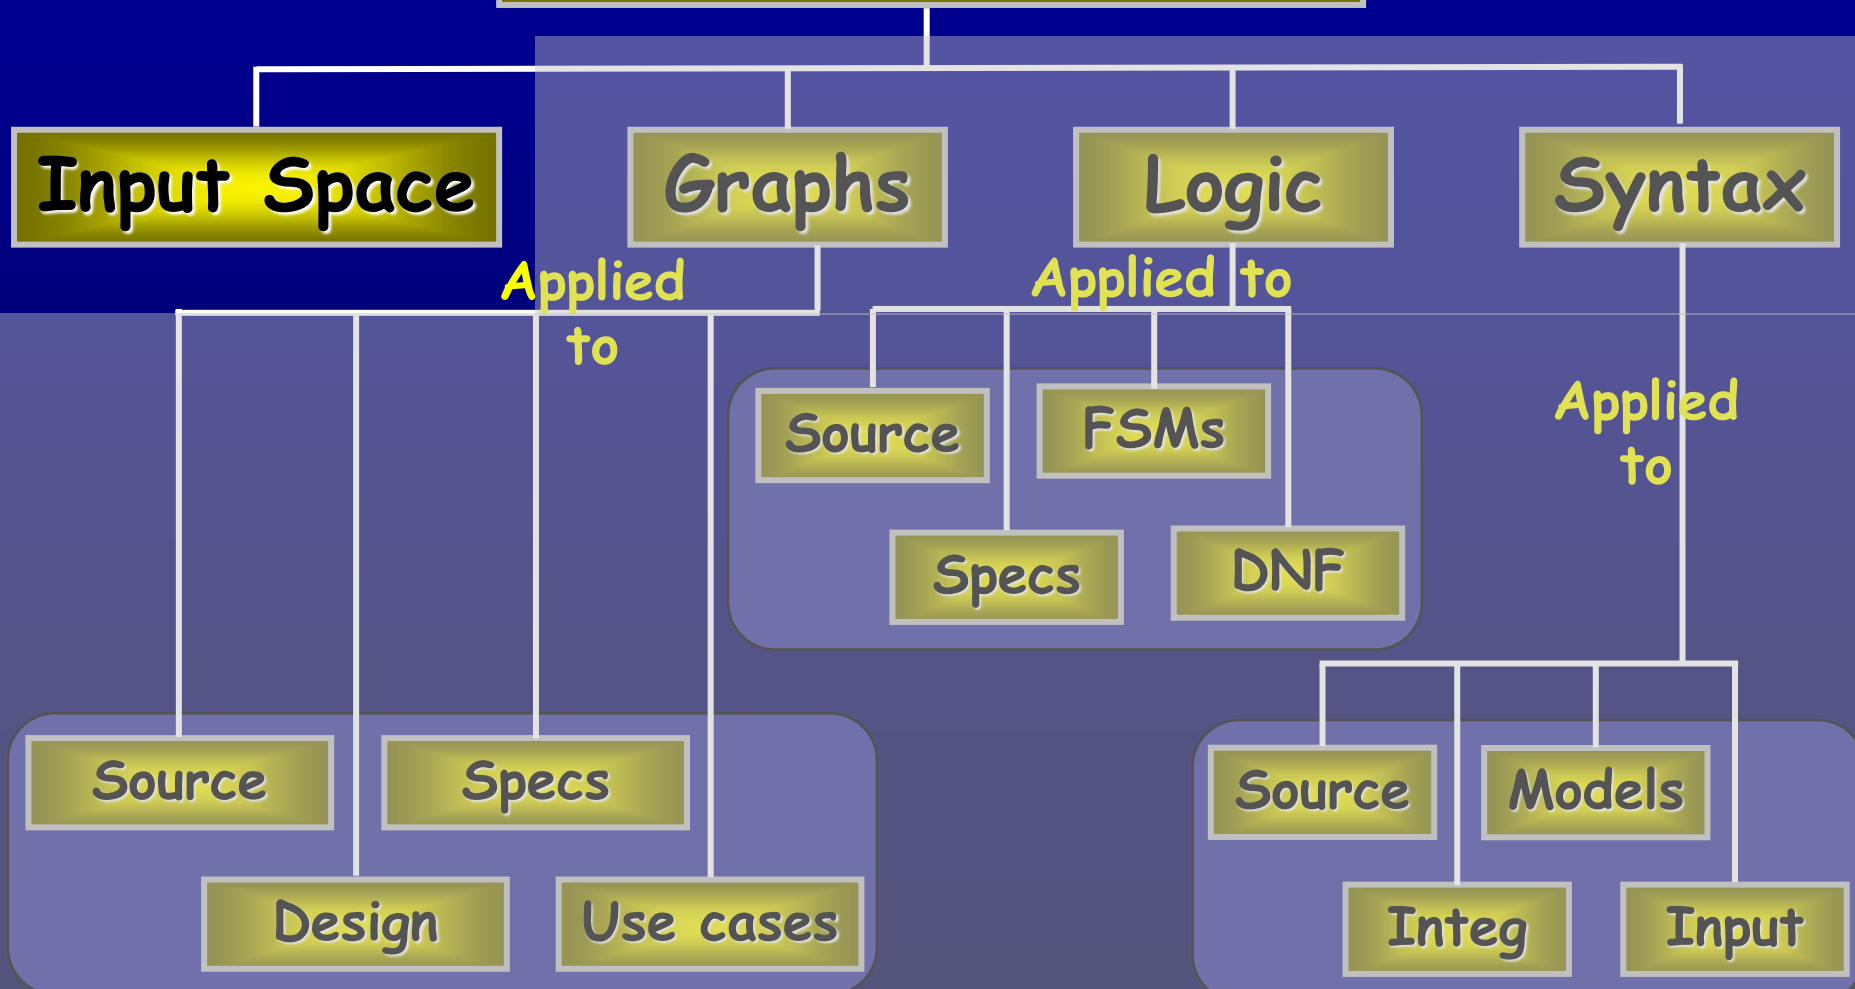 Input Space
Graphs
Logic
Syntax
Applied
to
Applied to
Applied
to
Source
FSMs
Specs
DNF
Source
Specs
Design
Use cases
Source
Models
Integ
Input